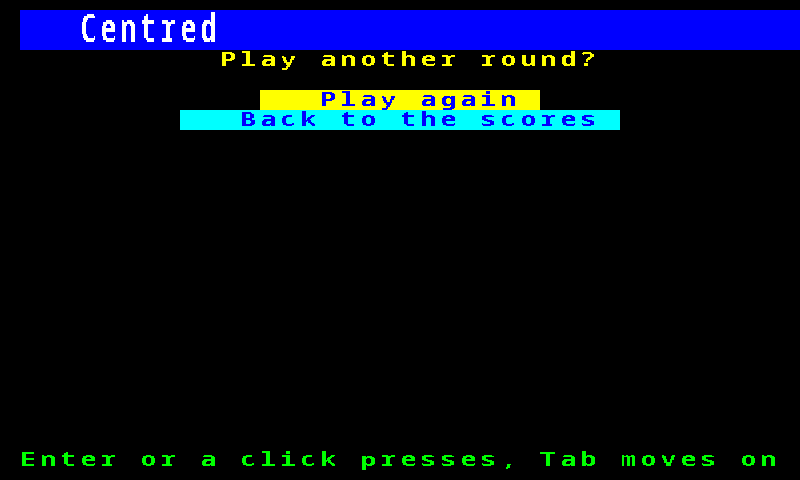 Centred
Play another round?
Play again
Back to the scores
Enter or a click presses, Tab moves on